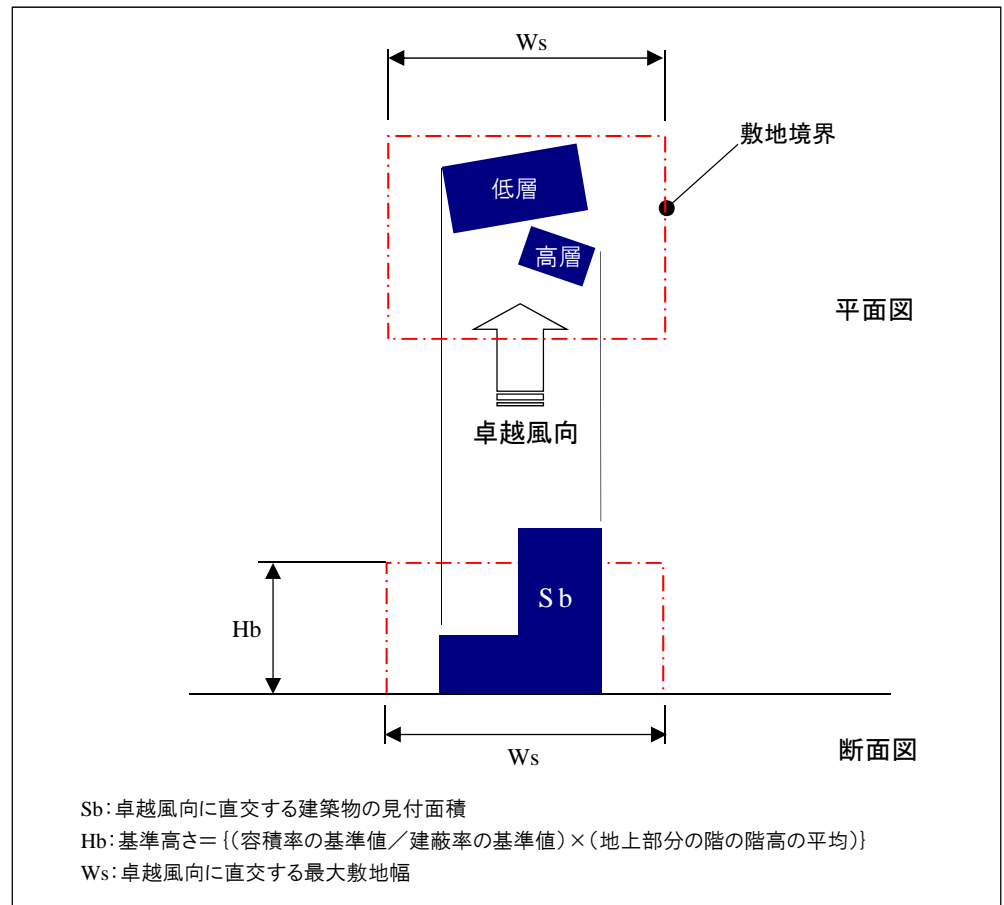 Ws
敷地境界
低層
高層
平面図
卓越風向
Sb
Hb
Ws
断面図
Sb：卓越風向に直交する建築物の見付面積
Hb：基準高さ＝｛（容積率の基準値／建蔽率の基準値）×（地上部分の階の階高の平均）｝
Ws：卓越風向に直交する最大敷地幅